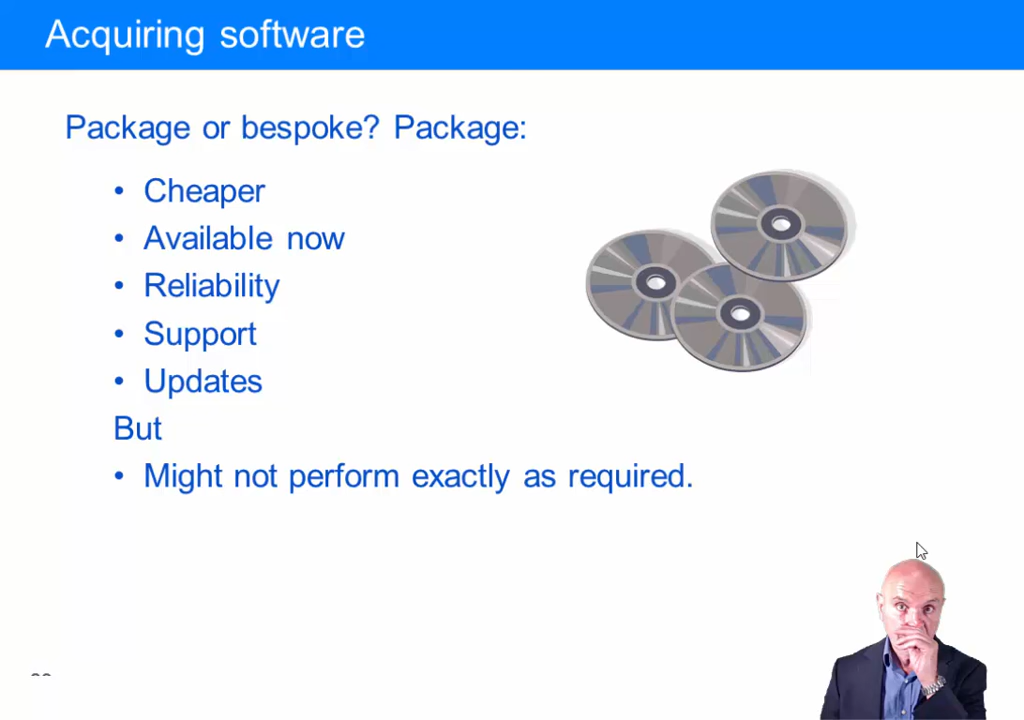 Acquiring software
Package or bespoke? Package:
• Cheaper
• Available now
• Reliability
• Support
• Updates
But
• Might not perform exactly as required.